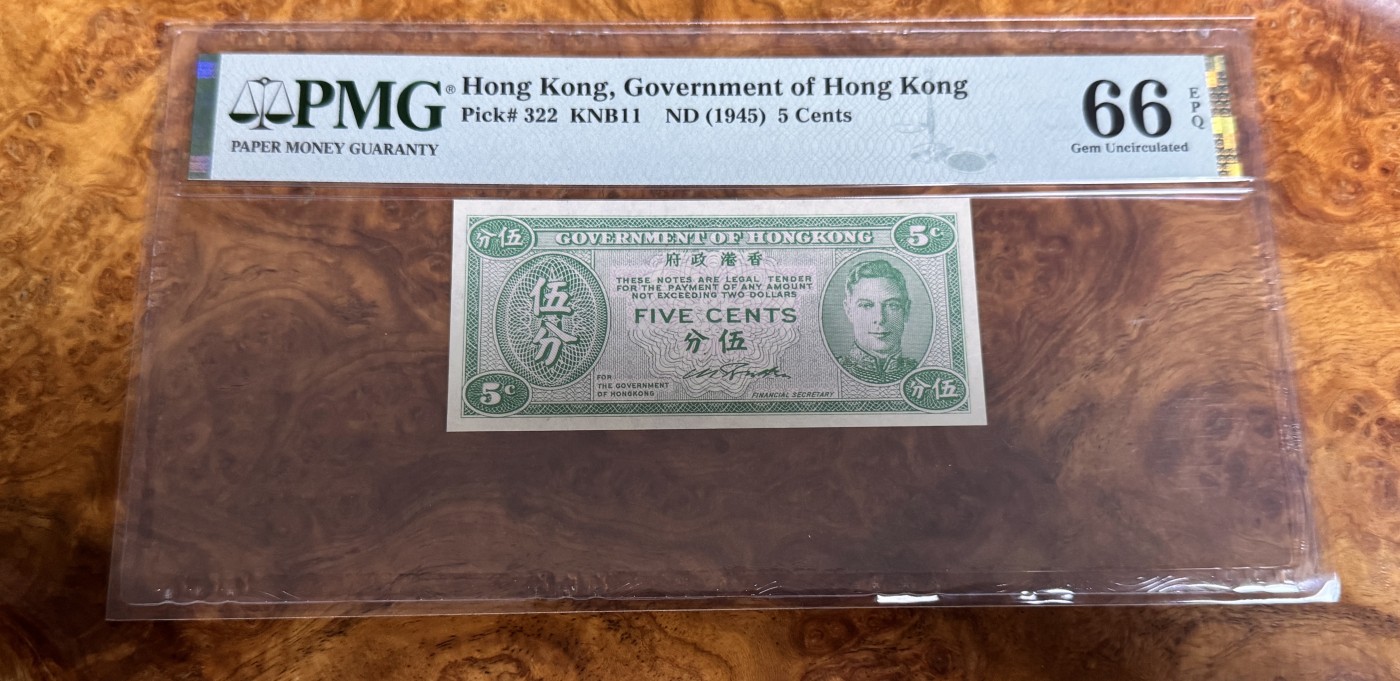 PMG®
PAPER MONEY GUARANTY
Hong Kong, Government of Hong Kong
Pick# 322 KNB11 ND (1945) 5 Cents
66
EPQ
Gem Uncirculated
分伍
GOVERNMENT OF HONGKONG
5¢
府政港香
THESE NOTES ARE LEGAL TENDER
FOR THE PAYMENT OF ANY AMOUNT
NOT EXCEEDING TWO DOLLARS
伍分
FIVE CENTS
分伍
5¢
FOR
THE GOVERNMENT
OF HONGKONG
FINANCIAL SECRETARY
分伍